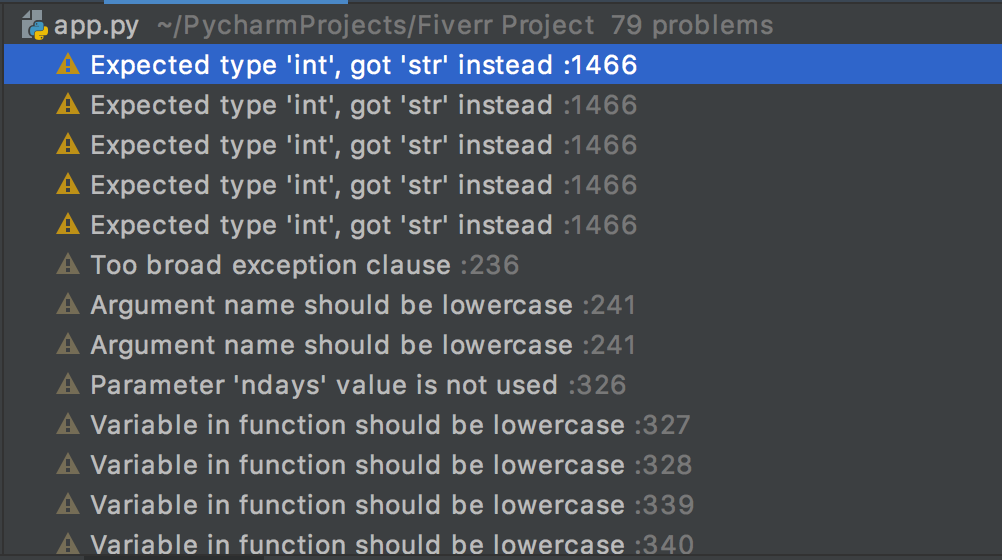 app.py ~/PycharmProjects/Fiverr Project 79 problems
Expected type 'int', got 'str' instead :1466
Expected type 'int', got 'str' instead :1466
Expected type 'int', got 'str' instead :1466
Expected type 'int', got 'str' instead :1466
Expected type 'int', got 'str' instead :1466
Too broad exception clause :236
Argument name should be lowercase :241
Argument name should be lowercase :241
Parameter 'ndays' value is not used :326
Variable in function should be lowercase :327
Variable in function should be lowercase :328
Variable in function should be lowercase :339
Variable in function should be lowercase :340